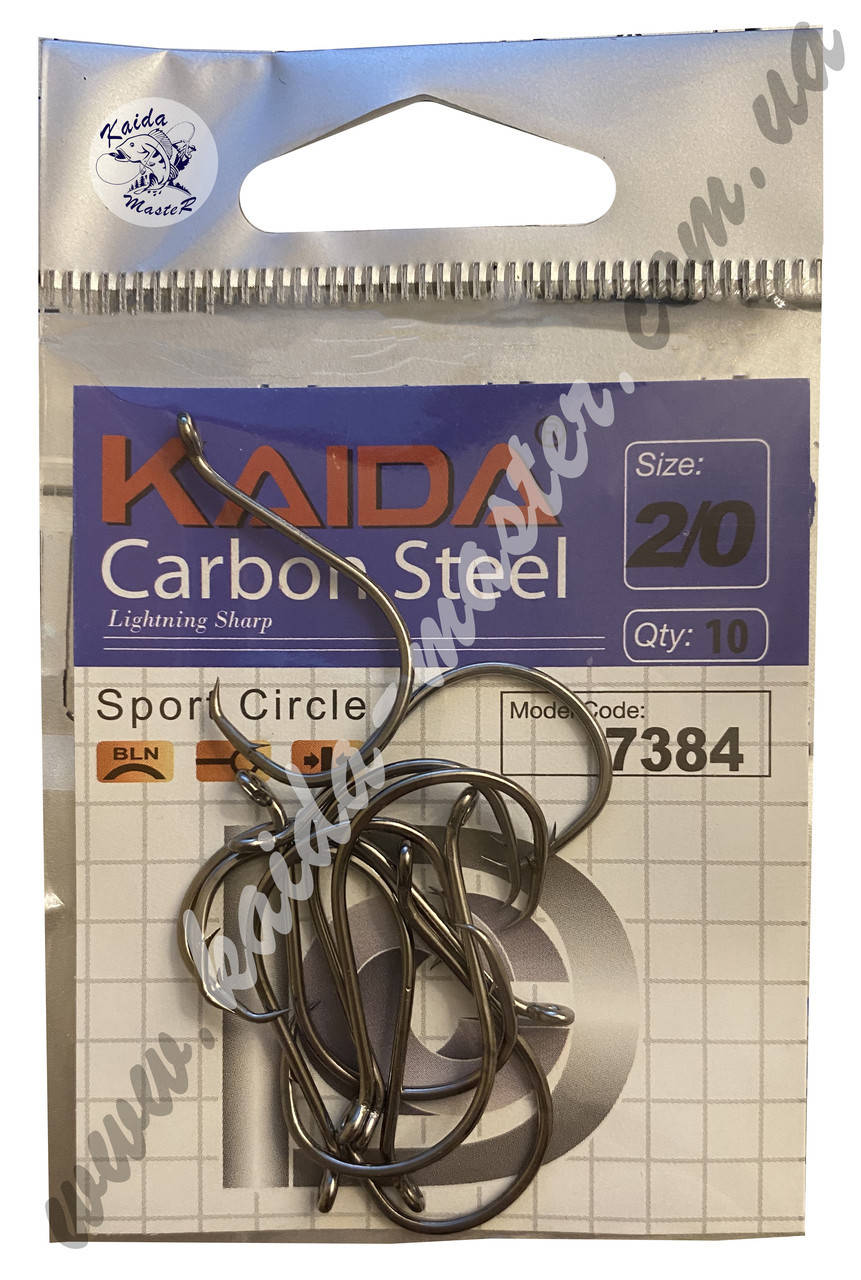 Kaida
MasteR
KAIDA®
Carbon Steel
Lightning Sharp
Size:
2/0
Qty: 10
Sport Circle
BLN
Model Code:
7384
www.kaida-master.com.ua